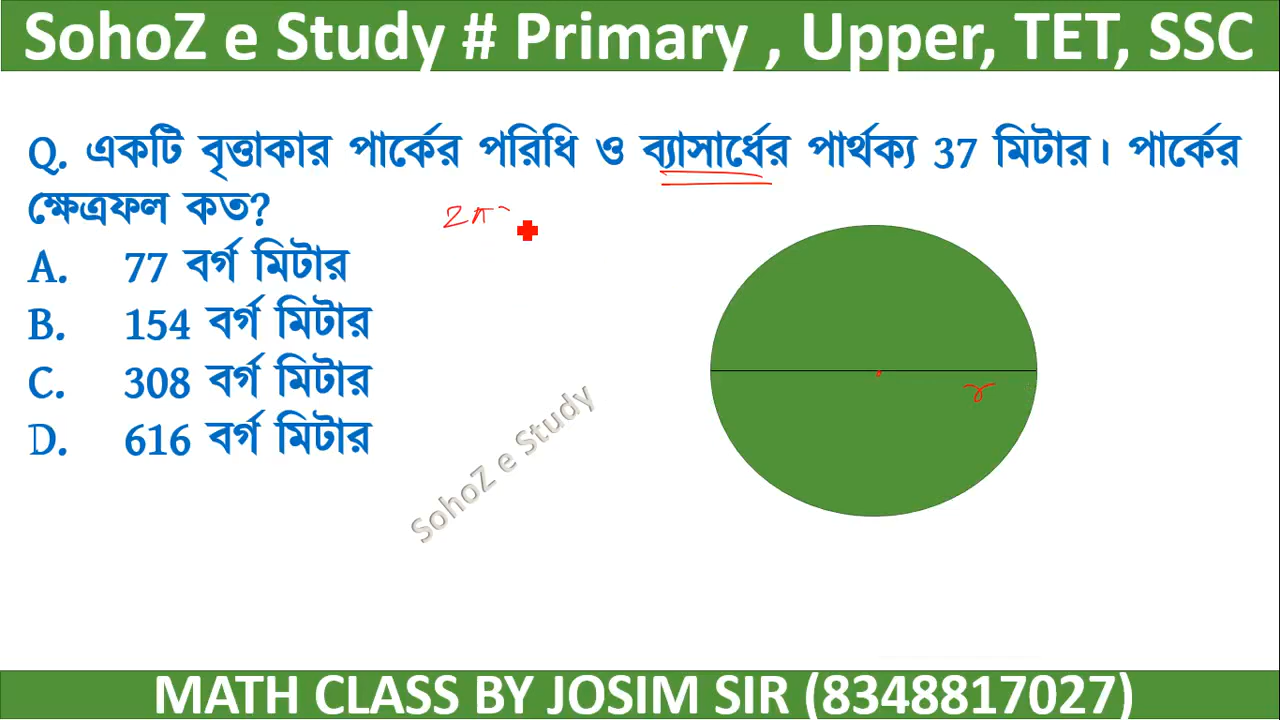 SohoZ e Study # Primary , Upper, TET, SSC
Q. একটি বৃত্তাকার পার্কের পরিধি ও ব্যাসার্ধের পার্থক্য 37 মিটার। পার্কের
ক্ষেত্রফল কত?
2π
A. 77 বর্গ মিটার
B. 154 বর্গ মিটার
C. 308 বর্গ মিটার
D. 616 বর্গ মিটার
r
SohoZ e Study
MATH CLASS BY JOSIM SIR (8348817027)